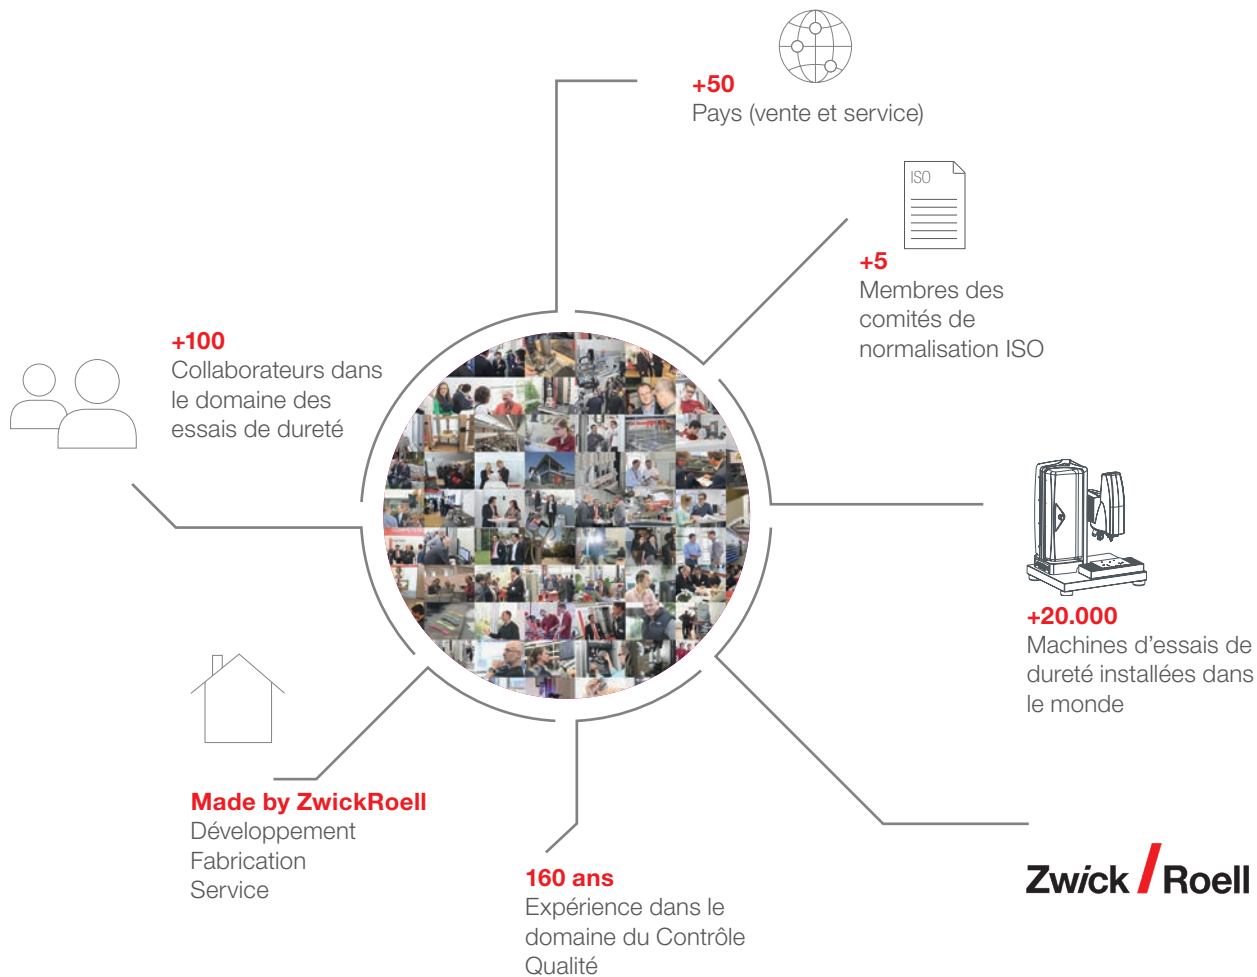 +50
Pays (vente et service)
ISO
+5
Membres des
comités de
normalisation ISO
+100
Collaborateurs dans
le domaine des
essais de dureté
+20.000
Machines d’essais de
dureté installées dans
le monde
Made by ZwickRoell
Développement
Fabrication
Service
160 ans
Expérience dans le
domaine du Contrôle
Qualité
Zwick / Roell